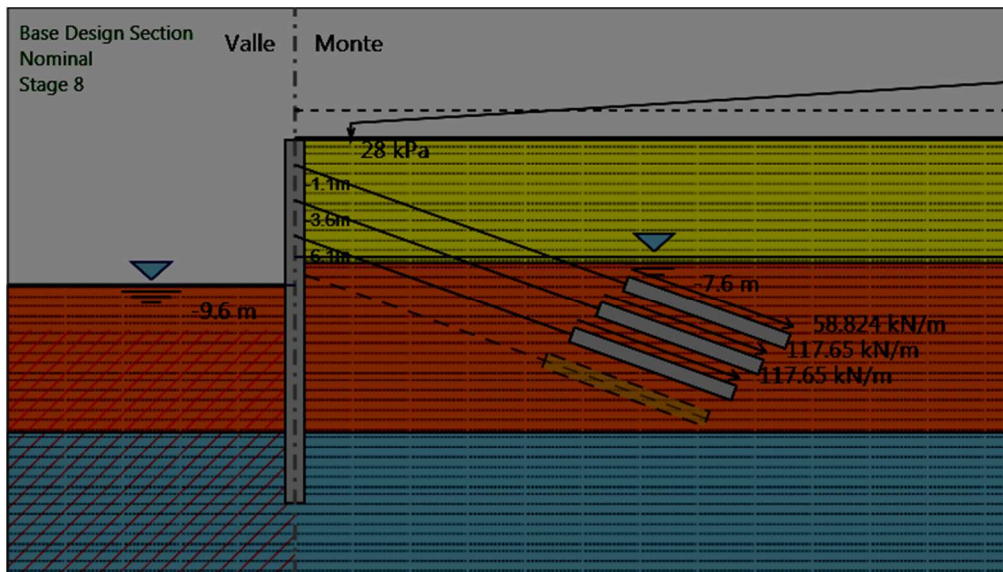 Base Design Section
Nominal
Stage 8
Valle
Monte
28 kPa
-1.1m
-3.6m
-6.1m
-7.6 m
-9.6 m
58.824 kN/m
117.65 kN/m
117.65 kN/m